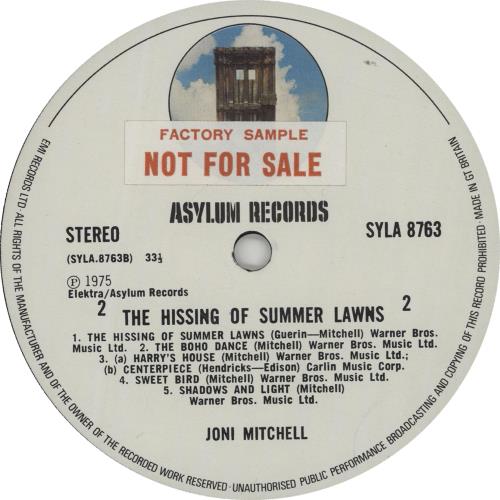 FACTORY SAMPLE
NOT FOR SALE
ASYLUM RECORDS
STEREO
SYLA 8763
(SYLA.8763B) 33⅓
Ⓟ 1975
Elektra/Asylum Records
2 THE HISSING OF SUMMER LAWNS 2
1. THE HISSING OF SUMMER LAWNS (Guerin—Mitchell) Warner Bros.
Music Ltd. 2. THE BOHO DANCE (Mitchell) Warner Bros. Music Ltd.
3. (a) HARRY'S HOUSE (Mitchell) Warner Bros. Music Ltd.;
(b) CENTERPIECE (Hendricks—Edison) Carlin Music Corp.
4. SWEET BIRD (Mitchell) Warner Bros. Music Ltd.
5. SHADOWS AND LIGHT (Mitchell)
Warner Bros. Music Ltd.
JONI MITCHELL
EMI RECORDS LTD ALL RIGHTS OF THE MANUFACTURER AND OF THE OWNER OF THE RECORDED WORK RESERVED · UNAUTHORISED PUBLIC PERFORMANCE BROADCASTING AND COPYING OF THIS RECORD PROHIBITED · MADE IN GT BRITAIN